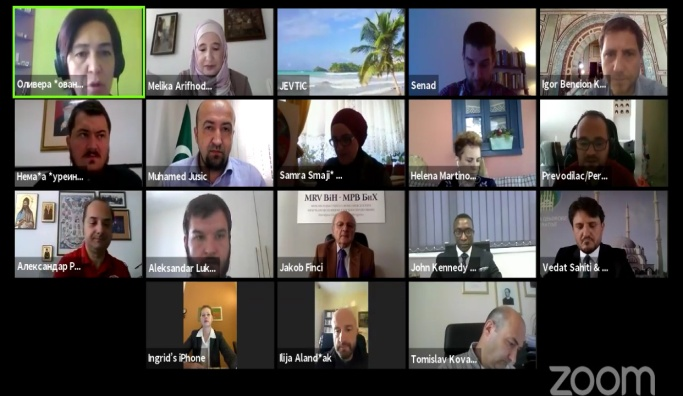 Оливера *ован...
Melika Arifhod...
JEVTIC
Senad
Igor Bencion K...
Нема*а *уреин...
Muhamed Jusic
Samra Smaji* ...
Helena Martino...
Prevodilac/Per...
Александар Р...
Aleksandar Luk...
MRV BiH - МРВ БиХ
Jakob Finci
John Kennedy ...
Vedat Sahiti & ...
Ingrid's iPhone
Ilija Aland*ak
Tomislav Kova...
zoom